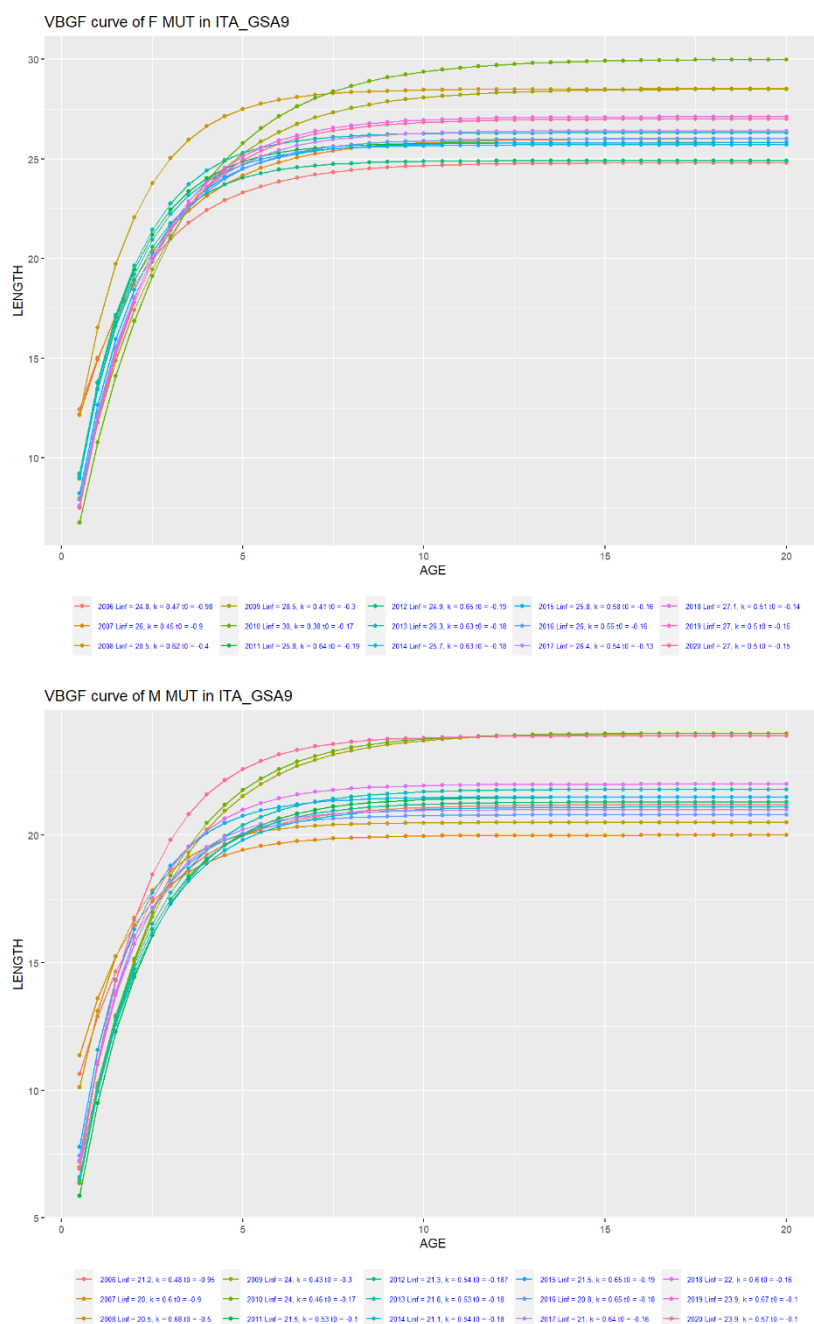 VBGF curve of F MUT in ITA_GSA9
30
25
20
15
10
LENGTH
0 5 10 15 20
AGE
2006 Linf = 24.8, k = 0.47 t0 = -0.98 2009 Linf = 28.5, k = 0.41 t0 = -0.3 2012 Linf = 24.9, k = 0.65 t0 = -0.19 2015 Linf = 25.8, k = 0.58 t0 = -0.16 2018 Linf = 27.1, k = 0.51 t0 = -0.14
2007 Linf = 26, k = 0.45 t0 = -0.9 2010 Linf = 30, k = 0.38 t0 = -0.17 2013 Linf = 26.3, k = 0.63 t0 = -0.18 2016 Linf = 26, k = 0.55 t0 = -0.16 2019 Linf = 27, k = 0.5 t0 = -0.15
2008 Linf = 28.5, k = 0.62 t0 = -0.4 2011 Linf = 25.8, k = 0.64 t0 = -0.19 2014 Linf = 25.7, k = 0.63 t0 = -0.18 2017 Linf = 26.4, k = 0.54 t0 = -0.13 2020 Linf = 27, k = 0.5 t0 = -0.15
VBGF curve of M MUT in ITA_GSA9
20
15
10
5
LENGTH
0 5 10 15 20
AGE
2006 Linf = 21.2, k = 0.48 t0 = -0.95 2009 Linf = 24, k = 0.43 t0 = -0.3 2012 Linf = 21.3, k = 0.54 t0 = -0.187 2015 Linf = 21.5, k = 0.65 t0 = -0.19 2018 Linf = 22, k = 0.6 t0 = -0.16
2007 Linf = 20, k = 0.6 t0 = -0.9 2010 Linf = 24, k = 0.46 t0 = -0.17 2013 Linf = 21.8, k = 0.53 t0 = -0.18 2016 Linf = 20.8, k = 0.65 t0 = -0.18 2019 Linf = 23.9, k = 0.57 t0 = -0.1
2008 Linf = 20.5, k = 0.68 t0 = -0.5 2011 Linf = 21.5, k = 0.53 t0 = -0.1 2014 Linf = 21.1, k = 0.54 t0 = -0.18 2017 Linf = 21, k = 0.64 t0 = -0.16 2020 Linf = 23.9, k = 0.57 t0 = -0.1